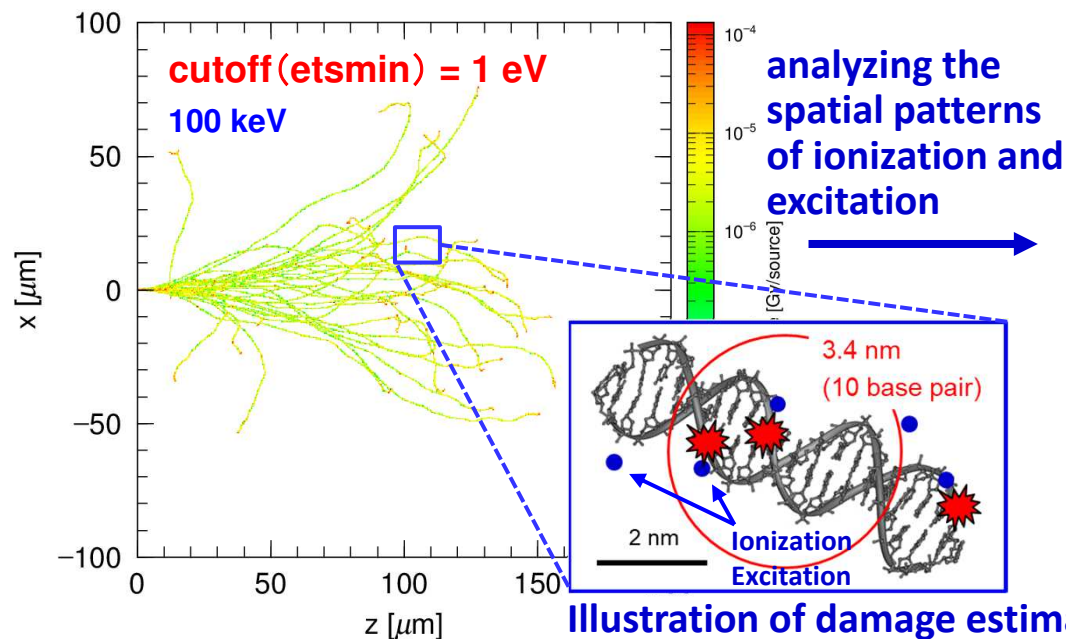 100
50
0
−50
−100
x [μm]
0
50
100
150
z [μm]
cutoff（etsmin） = 1 eV
100 keV
10⁻⁴
10⁻⁵
10⁻⁶
[Gy/source]
analyzing the
spatial patterns
of ionization and
excitation
3.4 nm
(10 base pair)
2 nm
Ionization
Excitation
Illustration of damage estima